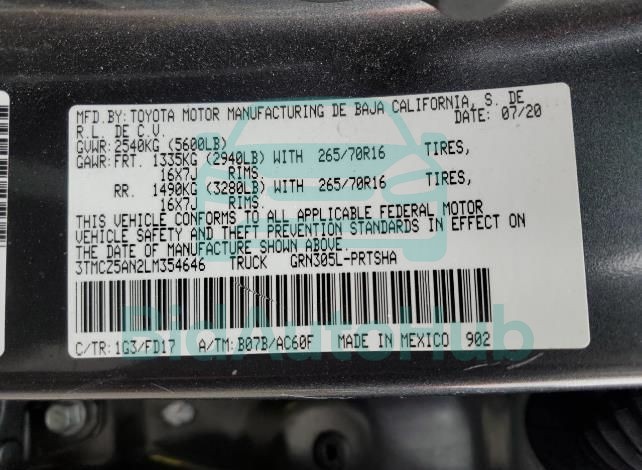 MFD.BY:TOYOTA MOTOR MANUFACTURING DE BAJA CALIFORNIA, S. DE
R.L. DE C.V. DATE: 07/20
GVWR:2540KG (5600LB)
GAWR:FRT. 1335KG (2940LB) WITH 265/70R16 TIRES,
16X7J RIMS.
RR. 1490KG (3280LB) WITH 265/70R16 TIRES,
16X7J RIMS.
THIS VEHICLE CONFORMS TO ALL APPLICABLE FEDERAL MOTOR
VEHICLE SAFETY AND THEFT PREVENTION STANDARDS IN EFFECT ON
THE DATE OF MANUFACTURE SHOWN ABOVE.
3TMCZ5AN2LM354646 TRUCK GRN305L-PRTSHA
BidAutoHub
C/TR:1G3/FD17 A/TM:B07B/AC60F MADE IN MEXICO 902